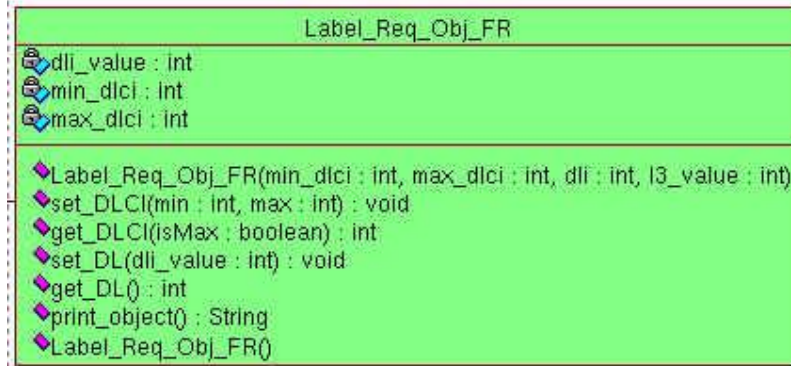 Label_Req_Obj_FR
dli_value : int
min_dlci : int
max_dlci : int
Label_Req_Obj_FR(min_dlci : int, max_dlci : int, dli : int, l3_value : int)
set_DLCI(min : int, max : int) : void
get_DLCI(isMax : boolean) : int
set_DL(dli_value : int) : void
get_DL() : int
print_object() : String
Label_Req_Obj_FR()